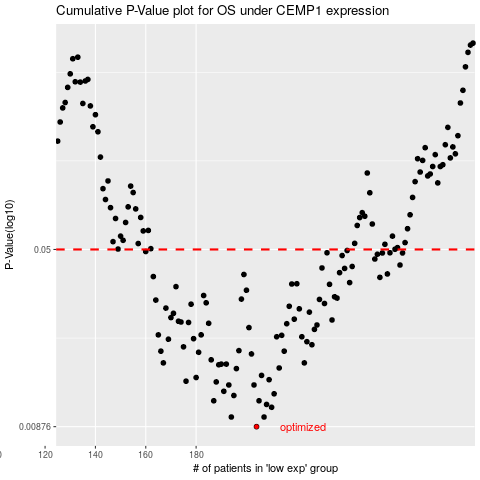 Cumulative P-Value plot for OS under CEMP1 expression
P-Value(log10)
0.05
0.00876
optimized
0 120 140 160 180
# of patients in 'low exp' group